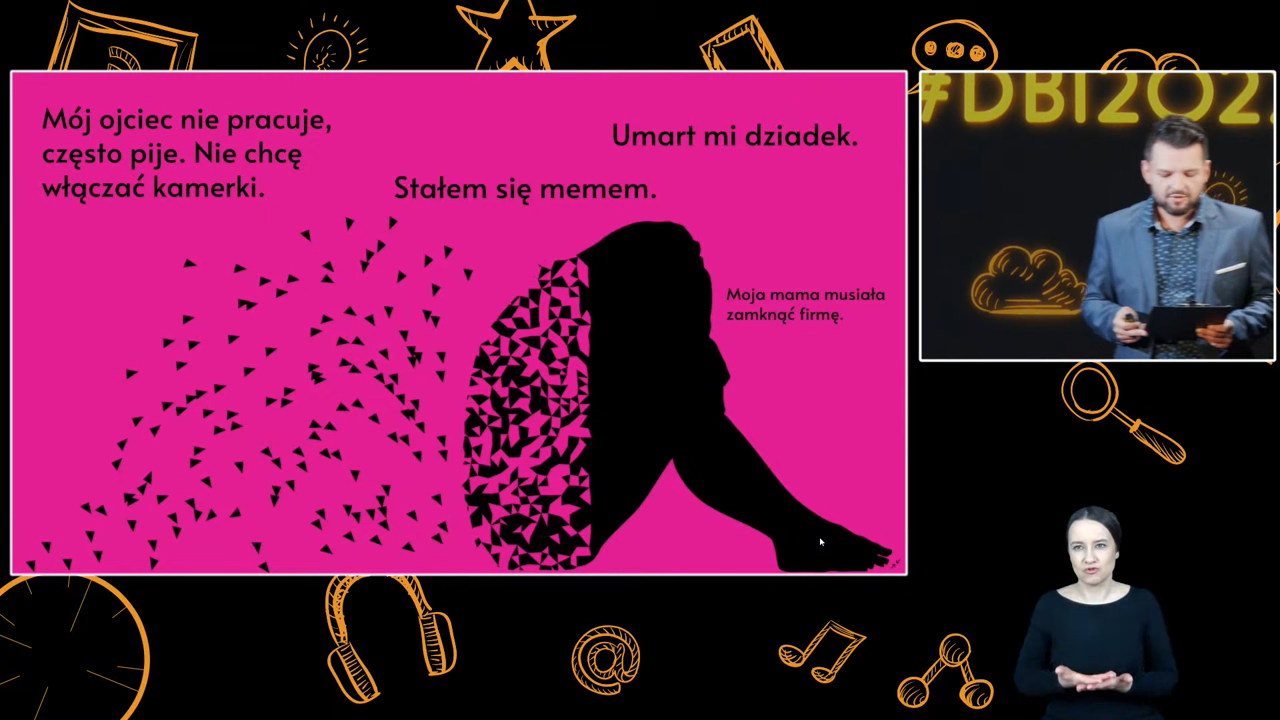 Mój ojciec nie pracuje,
często pije. Nie chcę
włączać kamerki.
Umarł mi dziadek.
Stałem się memem.
Moja mama musiała
zamknąć firmę.
#DBI202